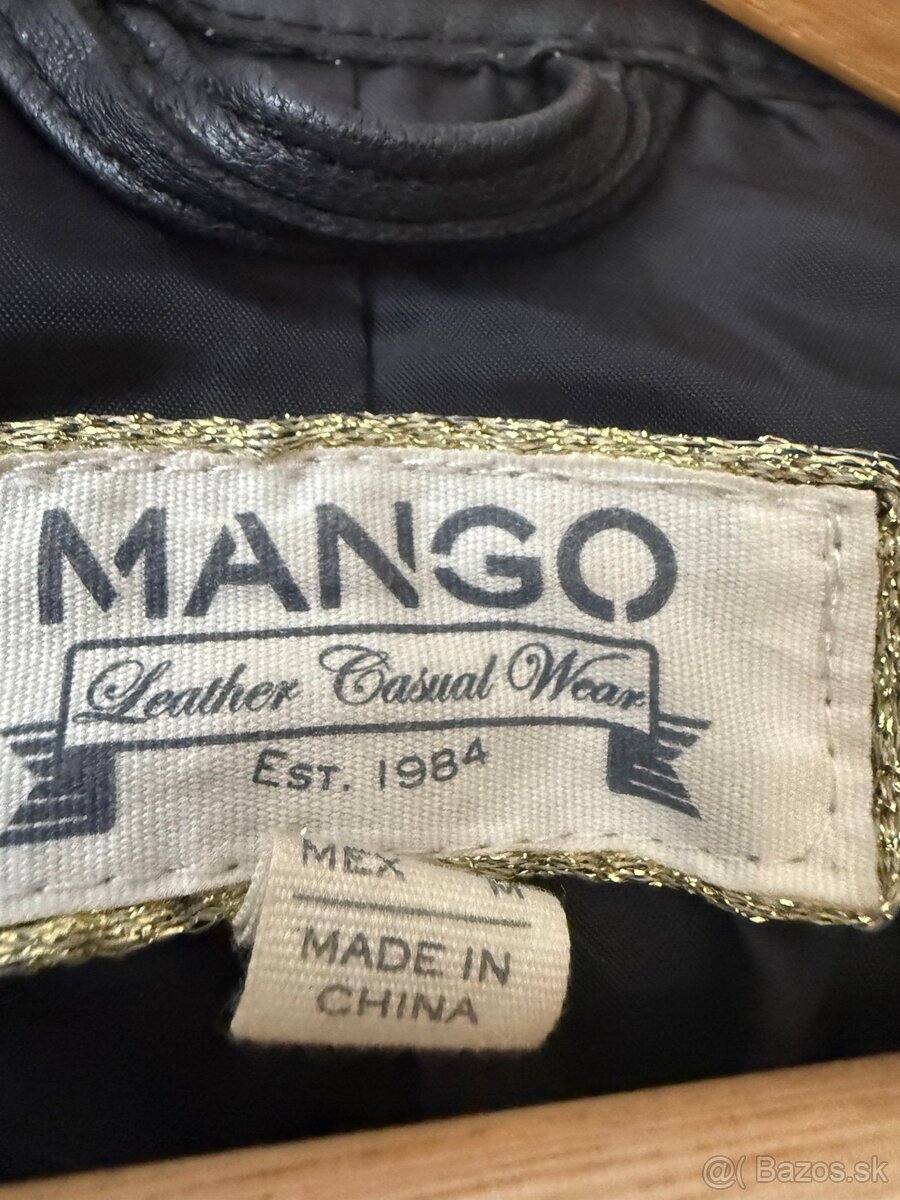 MANGO
Leather Casual Wear
EST. 1984
MEX M
MADE IN
CHINA
@( Bazos.sk